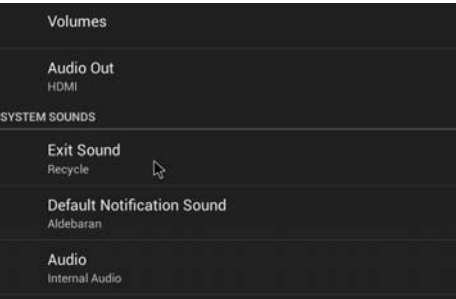 Volumes
Audio Out
HDMI
SYSTEM SOUNDS
Exit Sound
Recycle
Default Notification Sound
Aldebaran
Audio
Internal Audio